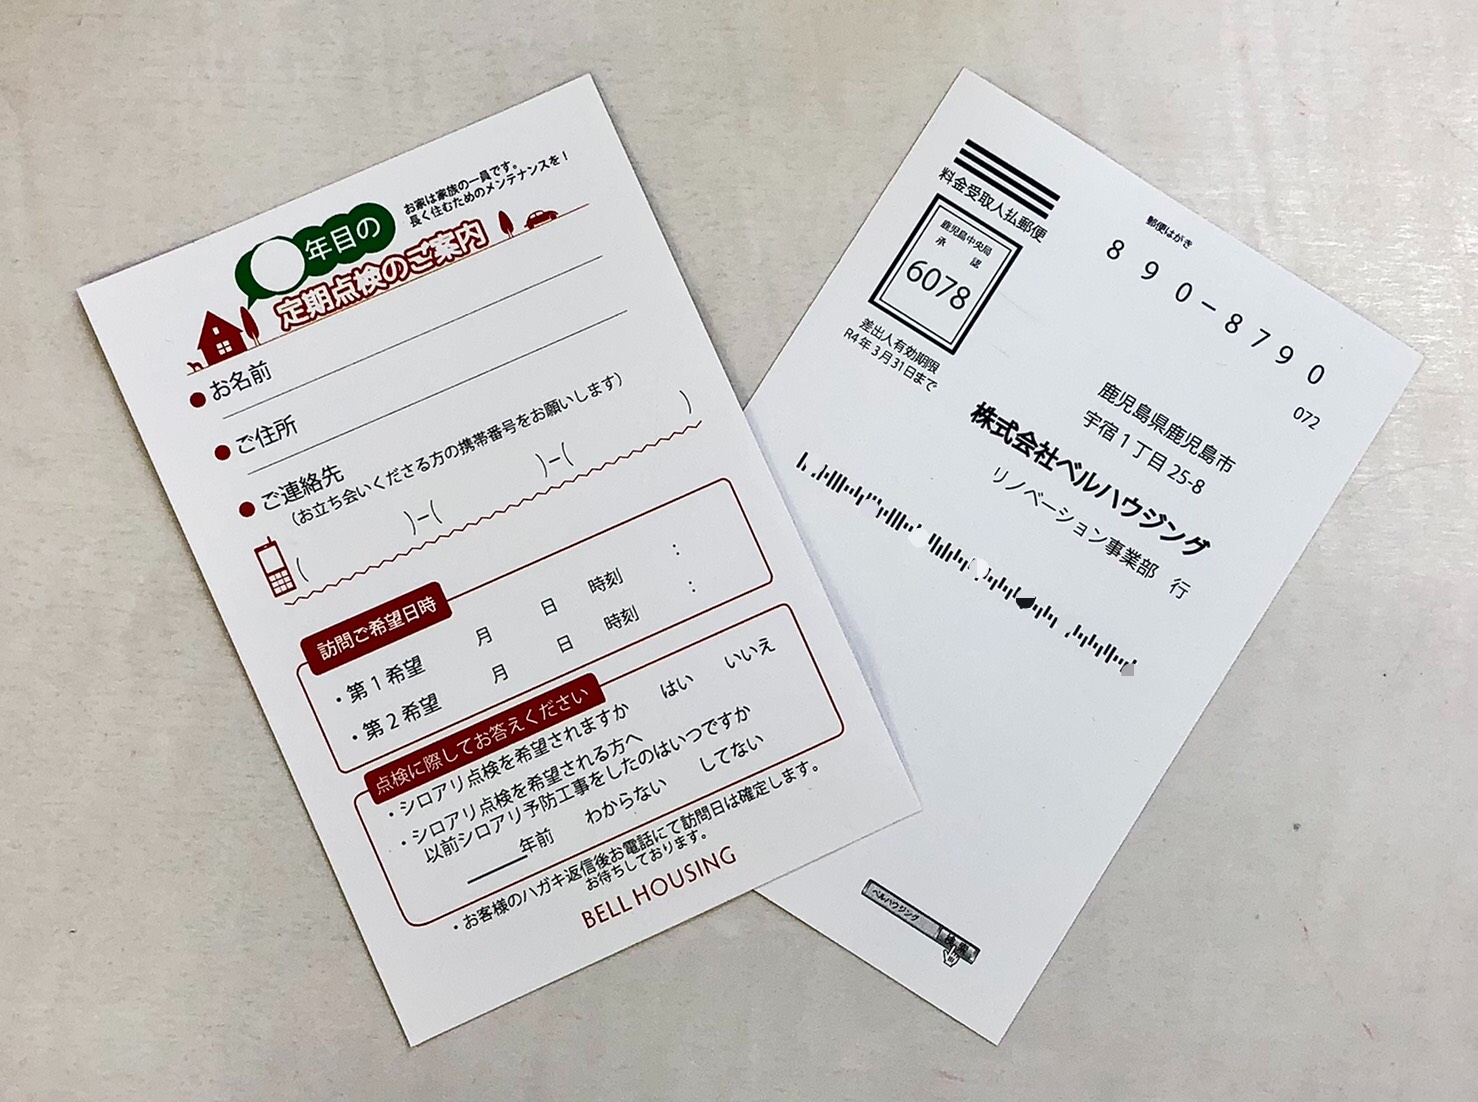 お家は家族の一員です。
長く住むためのメンテナンスを!
年目の
定期点検のご案内
●お名前
●ご住所
●ご連絡先
(お立ち会いくださる方の携帯番号をお願いします)
( )-( )-( )
訪問ご希望日時
・第1希望 月 日 時刻 :
・第2希望 月 日 時刻 :
点検に際してお答えください
・シロアリ点検を希望されますか はい いいえ
・シロアリ点検を希望される方へ
以前シロアリ予防工事をしたのはいつですか
年前 わからない してない
・お客様のハガキ返信後お電話にて訪問日は確定します。
お待ちしております。
BELL HOUSING
料金受取人払郵便
鹿児島中央局
承認
6078
差出人有効期限
R4年3月31日まで
郵便はがき
890-8790
072
鹿児島県鹿児島市
宇宿1丁目25-8
株式会社ベルハウジング
リノベーション事業部 行
ベルハウジング 検索